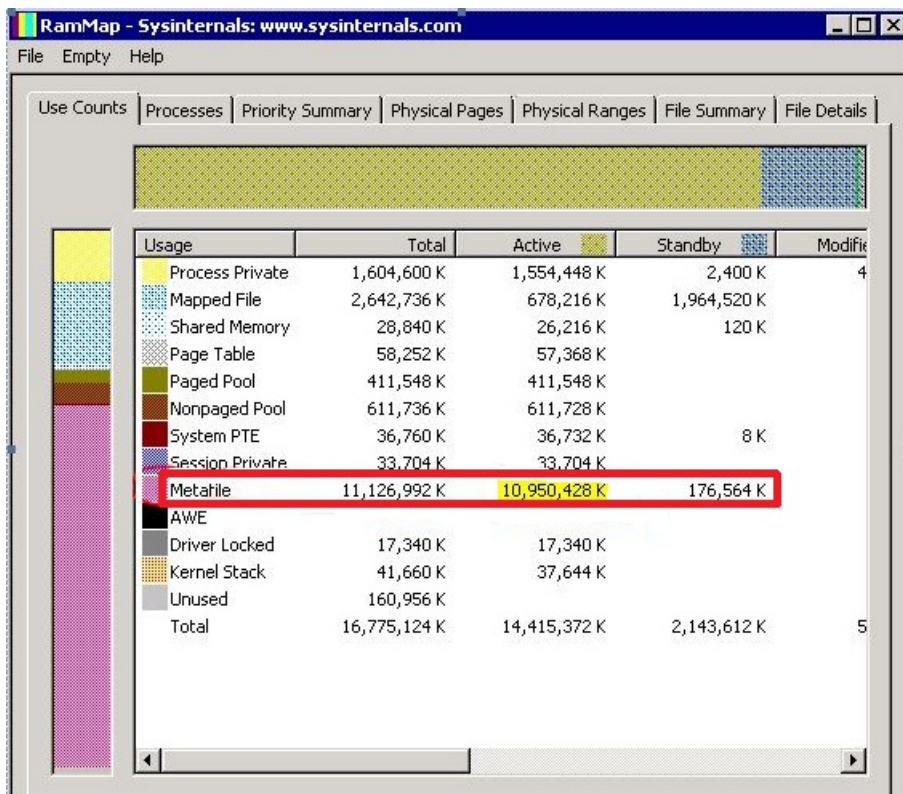 RamMap - Sysinternals: www.sysinternals.com
File Empty Help
Use Counts Processes Priority Summary Physical Pages Physical Ranges File Summary File Details
Usage Total Active Standby Modifie
Process Private 1,604,600 K 1,554,448 K 2,400 K 4
Mapped File 2,642,736 K 678,216 K 1,964,520 K
Shared Memory 28,840 K 26,216 K 120 K
Page Table 58,252 K 57,368 K
Paged Pool 411,548 K 411,548 K
Nonpaged Pool 611,736 K 611,728 K
System PTE 36,760 K 36,732 K 8 K
Session Private 33,704 K 33,704 K
Metafile 11,126,992 K 10,950,428 K 176,564 K
AWE
Driver Locked 17,340 K 17,340 K
Kernel Stack 41,660 K 37,644 K
Unused 160,956 K
Total 16,775,124 K 14,415,372 K 2,143,612 K 5